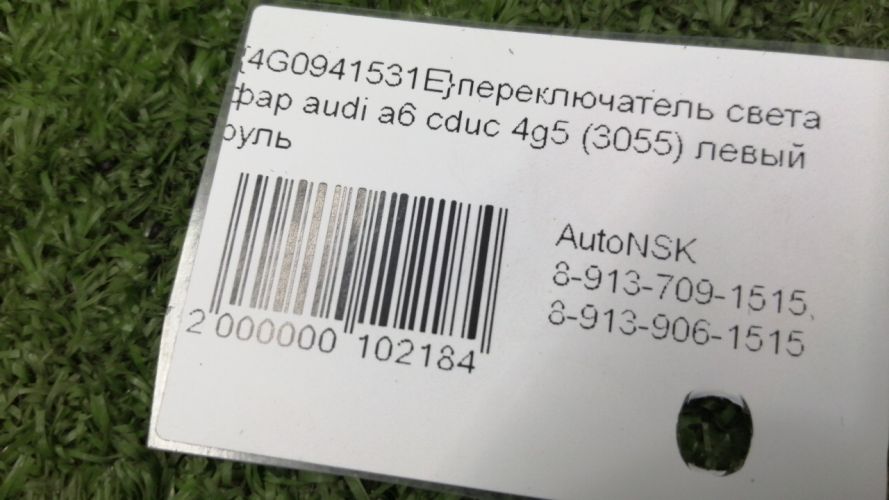 {4G0941531E}переключатель света
фар audi a6 cduc 4g5 (3055) левый
руль
AutoNSK
8-913-709-1515,
8-913-906-1515
2 000000 102184